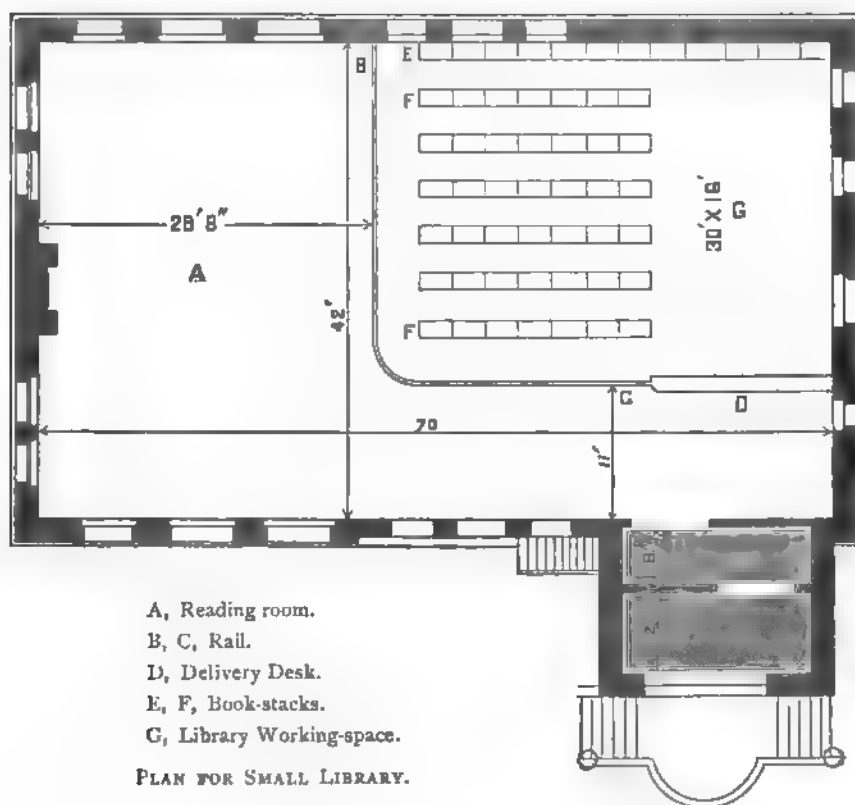 B
E
F
28' 8"
A
42'
30' X 16'
G
F
G
D
70
11'
A, Reading room.
B, C, Rail.
D, Delivery Desk.
E, F, Book-stacks.
G, Library Working-space.
PLAN FOR SMALL LIBRARY.